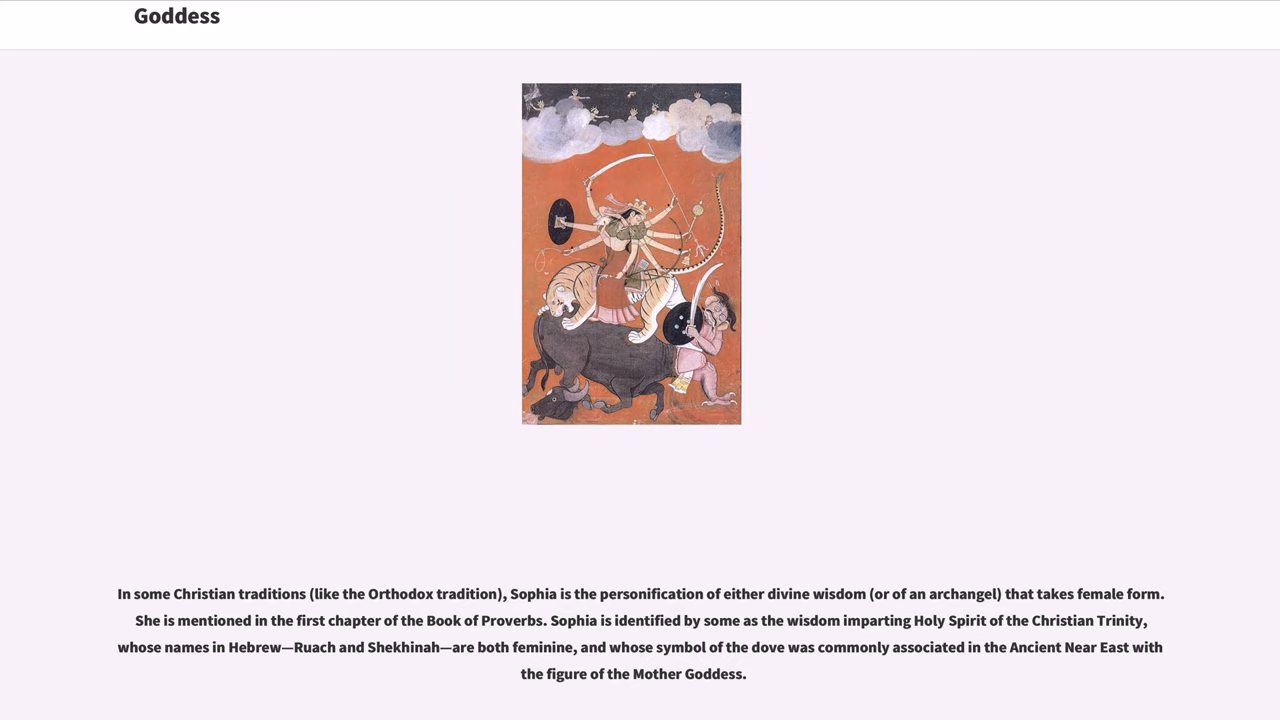 Goddess
In some Christian traditions (like the Orthodox tradition), Sophia is the personification of either divine wisdom (or of an archangel) that takes female form.
She is mentioned in the first chapter of the Book of Proverbs. Sophia is identified by some as the wisdom imparting Holy Spirit of the Christian Trinity,
whose names in Hebrew—Ruach and Shekhinah—are both feminine, and whose symbol of the dove was commonly associated in the Ancient Near East with
the figure of the Mother Goddess.